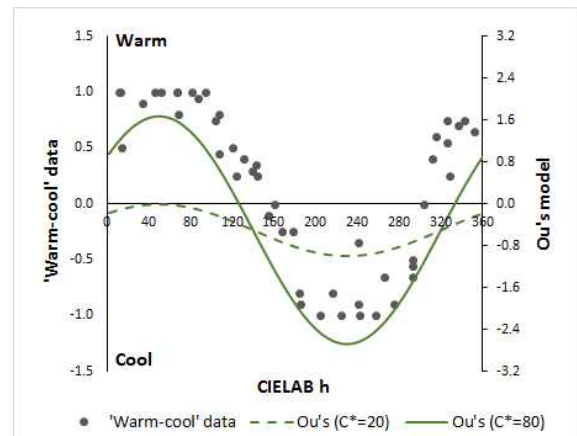 Warm
1.5
1.0
0.5
0.0
-0.5
-1.0
-1.5
'Warm-cool' data
3.2
2.4
1.6
0.8
0.0
-0.8
-1.6
-2.4
-3.2
Ou's model
0 40 80 120 160 200 240 280 320 360
Cool
CIELAB h
'Warm-cool' data Ou's (C*=20) Ou's (C*=80)